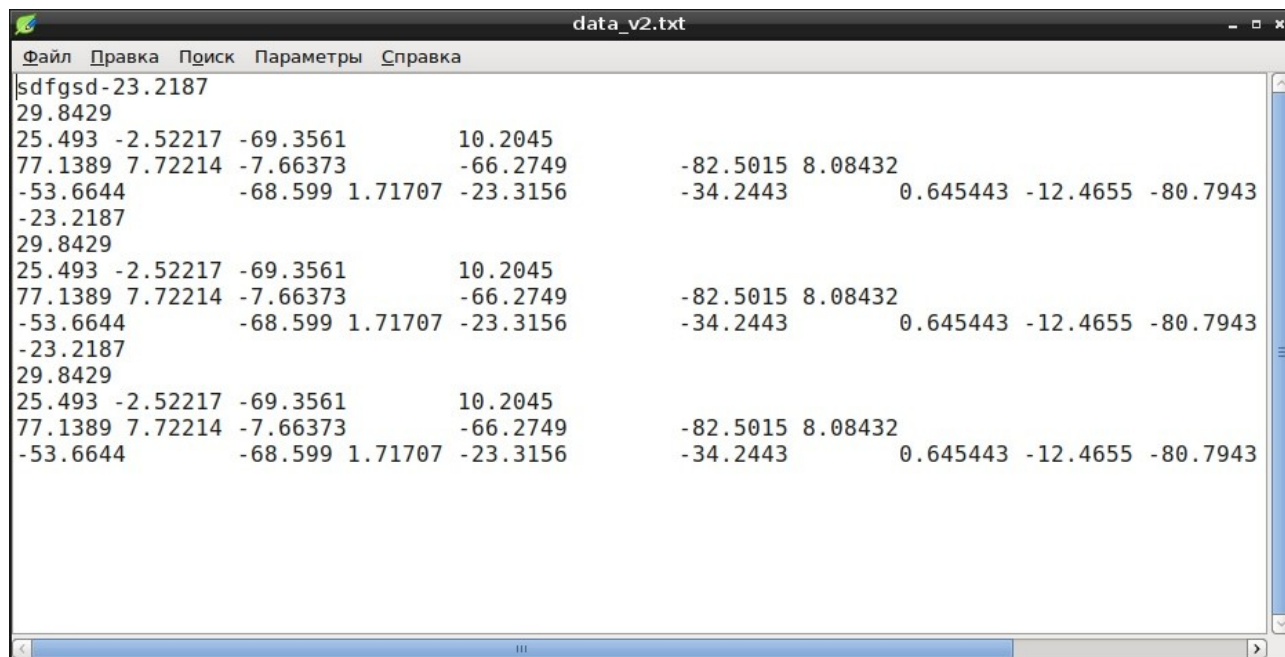 data_v2.txt
Файл Правка Поиск Параметры Справка
sdfgsd-23.2187
29.8429
25.493 -2.52217 -69.3561 10.2045
77.1389 7.72214 -7.66373 -66.2749 -82.5015 8.08432
-53.6644 -68.599 1.71707 -23.3156 -34.2443 0.645443 -12.4655 -80.7943
-23.2187
29.8429
25.493 -2.52217 -69.3561 10.2045
77.1389 7.72214 -7.66373 -66.2749 -82.5015 8.08432
-53.6644 -68.599 1.71707 -23.3156 -34.2443 0.645443 -12.4655 -80.7943
-23.2187
29.8429
25.493 -2.52217 -69.3561 10.2045
77.1389 7.72214 -7.66373 -66.2749 -82.5015 8.08432
-53.6644 -68.599 1.71707 -23.3156 -34.2443 0.645443 -12.4655 -80.7943